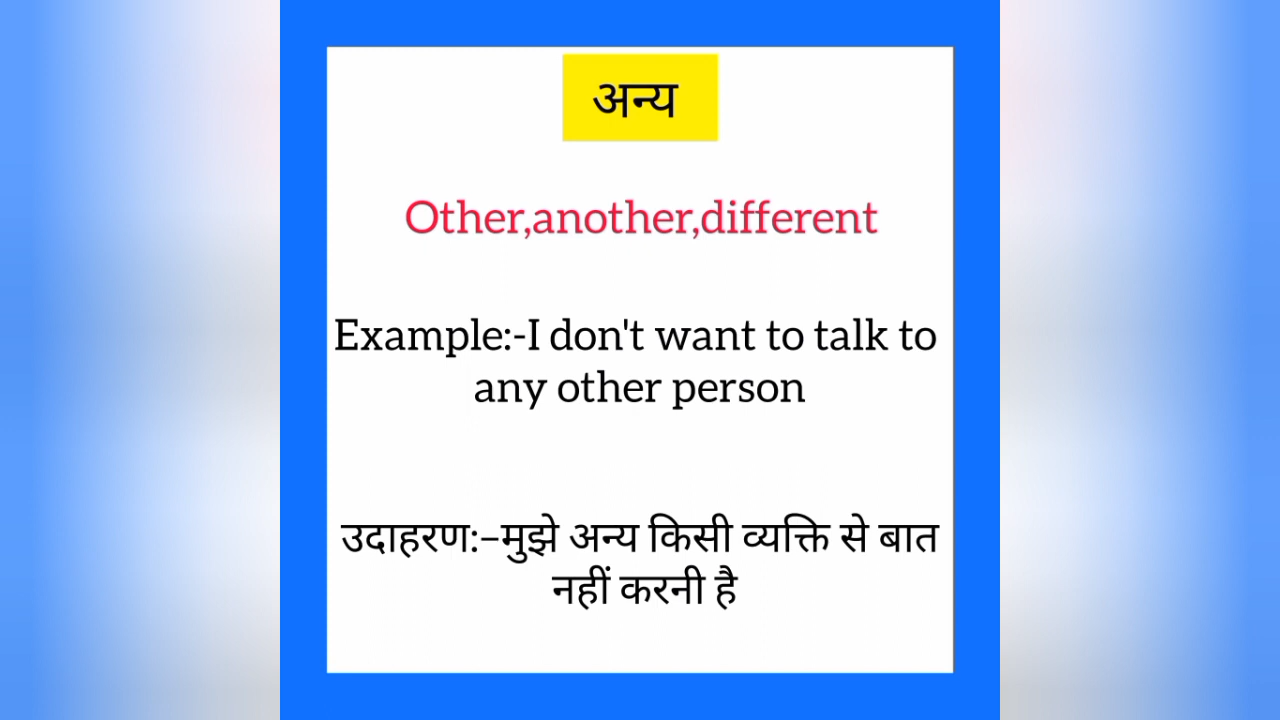 अन्य
Other,another,different
Example:-I don't want to talk to
any other person
उदाहरण:–मुझे अन्य किसी व्यक्ति से बात
नहीं करनी है